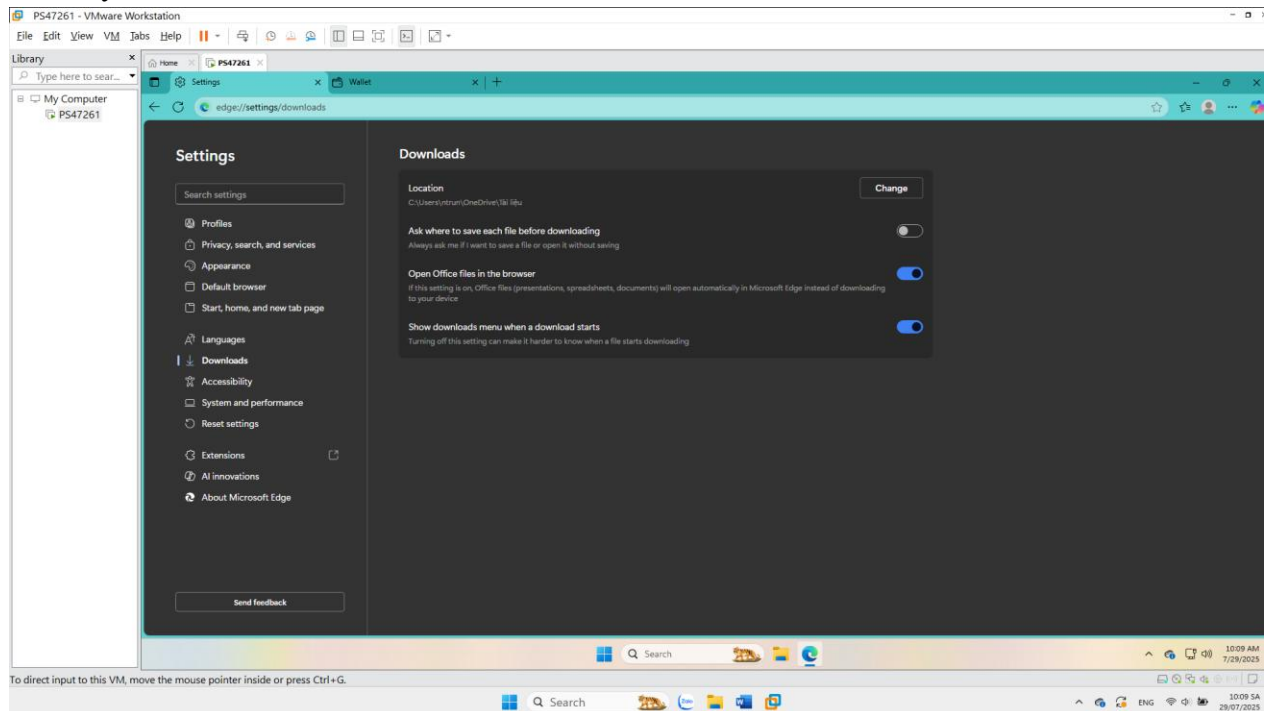 PS47261 - VMware Workstation
File Edit View VM Tabs Help
Library
Type here to sear...
My Computer
PS47261
Home
PS47261
Settings
Wallet
edge://settings/downloads
Settings
Search settings
Profiles
Privacy, search, and services
Appearance
Default browser
Start, home, and new tab page
Languages
Downloads
Accessibility
System and performance
Reset settings
Extensions
AI innovations
About Microsoft Edge
Send feedback
Downloads
Location
C:\Users\ntrum\OneDrive\Tài liệu
Change
Ask where to save each file before downloading
Always ask me if I want to save a file or open it without saving
Open Office files in the browser
If this setting is on, Office files (presentations, spreadsheets, documents) will open automatically in Microsoft Edge instead of downloading
to your device
Show downloads menu when a download starts
Turning off this setting can make it harder to know when a file starts downloading
Search
10:09 AM
7/29/2025
To direct input to this VM, move the mouse pointer inside or press Ctrl+G.
Search
Zalo
ENG
10:09 SA
29/07/2025